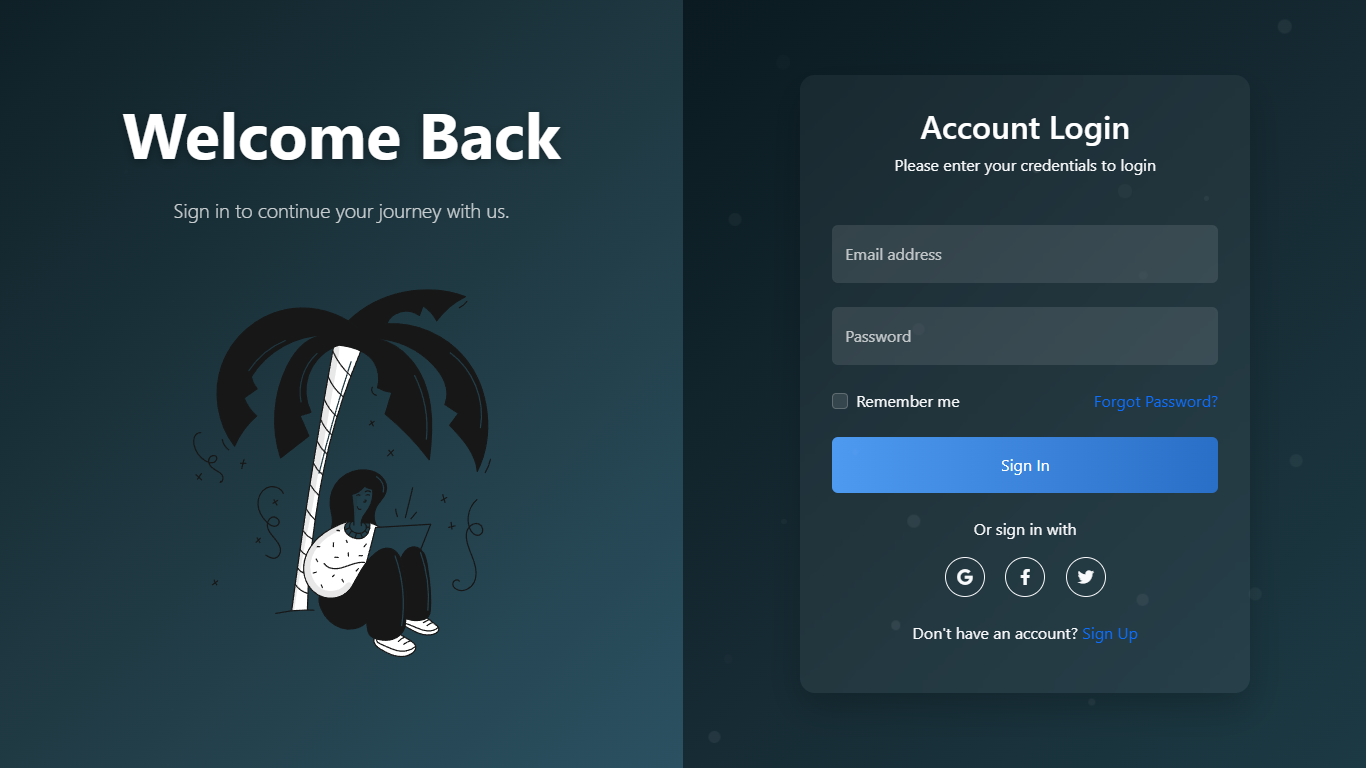 Welcome Back
Sign in to continue your journey with us.
Account Login
Please enter your credentials to login
Email address
Password
Remember me
Forgot Password?
Sign In
Or sign in with
Don't have an account? Sign Up